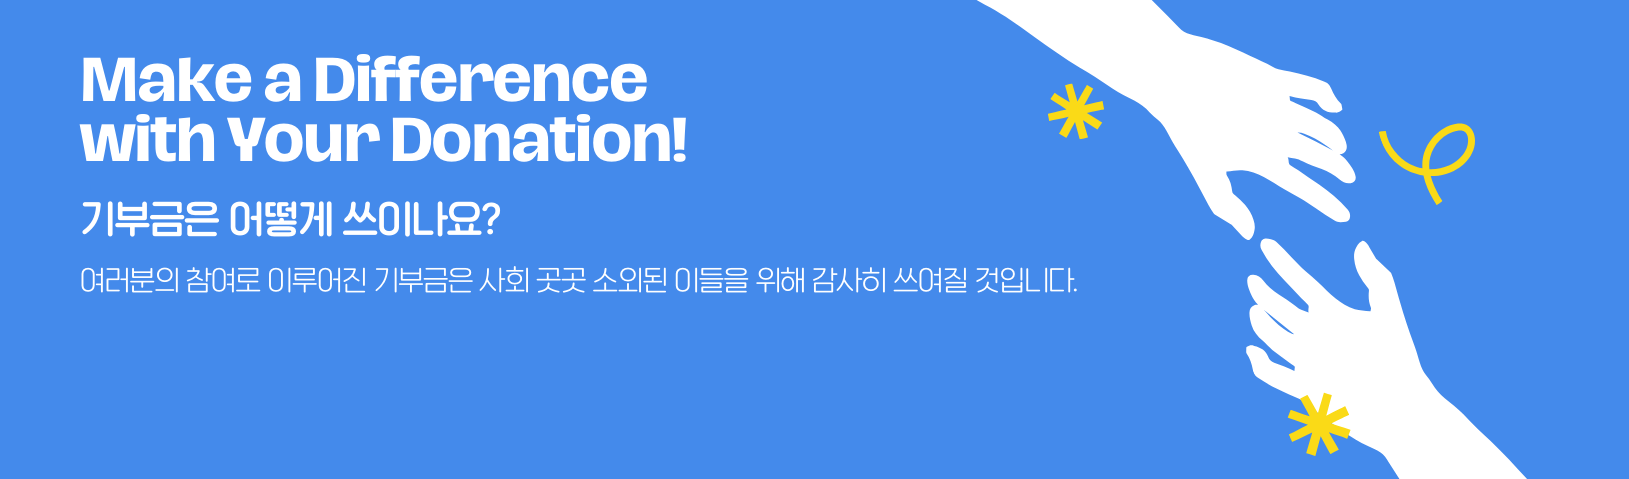 Make a Difference
with Your Donation!
기부금은 어떻게 쓰이나요?
여러분의 참여로 이루어진 기부금은 사회 곳곳 소외된 이들을 위해 감사히 쓰여질 것입니다.